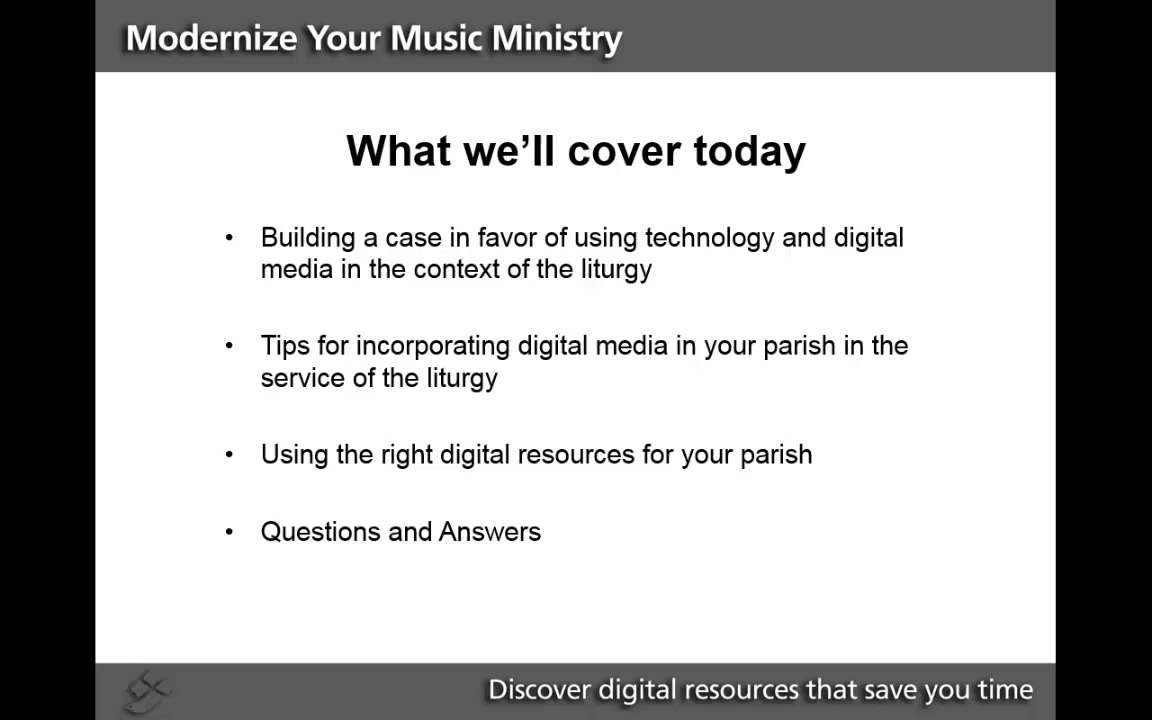 Modernize Your Music Ministry
What we’ll cover today
• Building a case in favor of using technology and digital
media in the context of the liturgy
• Tips for incorporating digital media in your parish in the
service of the liturgy
• Using the right digital resources for your parish
• Questions and Answers
Discover digital resources that save you time